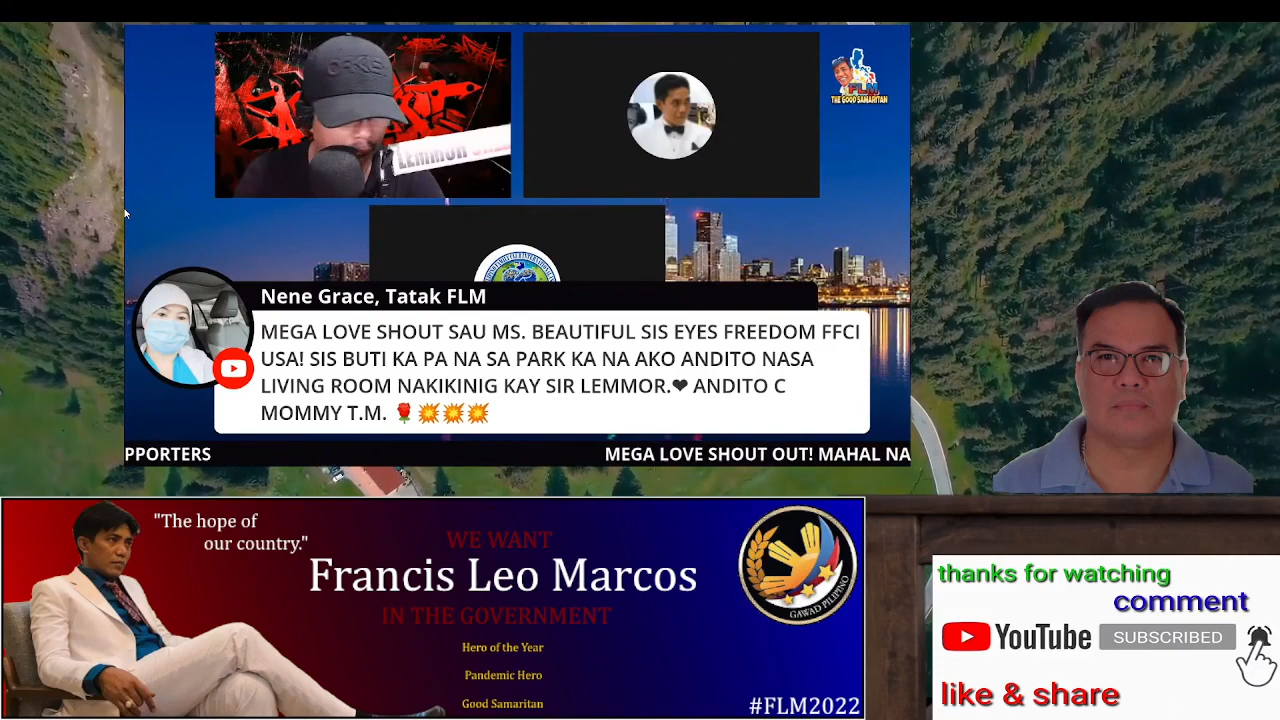 FLM
THE GOOD SAMARITAN
Nene Grace, Tatak FLM
MEGA LOVE SHOUT SAU MS. BEAUTIFUL SIS EYES FREEDOM FFCI
USA! SIS BUTI KA PA NA SA PARK KA NA AKO ANDITO NASA
LIVING ROOM NAKIKINIG KAY SIR LEMMOR.❤ ANDITO C
MOMMY T.M. 🌹💥💥💥
PPORTERS
MEGA LOVE SHOUT OUT! MAHAL NA
"The hope of
our country."
WE WANT
Francis Leo Marcos
IN THE GOVERNMENT
Hero of the Year
Pandemic Hero
Good Samaritan
GAWAD PILIPINO
#FLM2022
thanks for watching
comment
YouTube
SUBSCRIBED
like & share